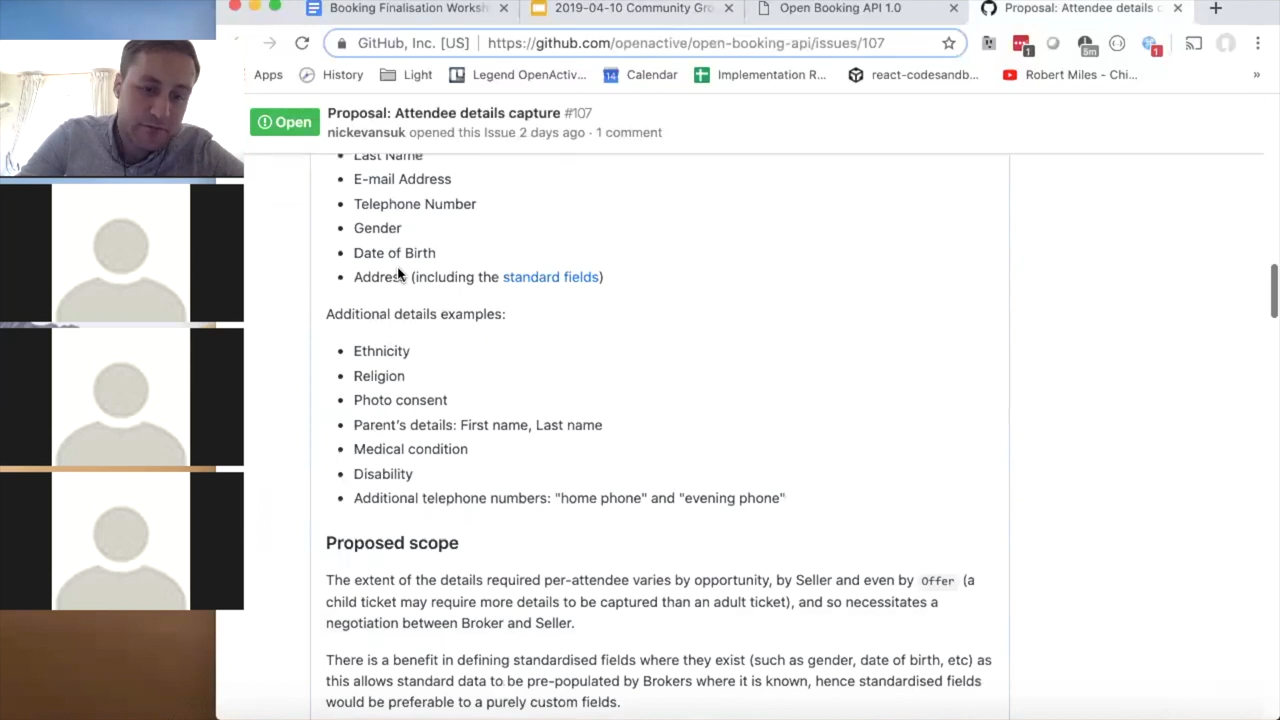 Booking Finalisation Worksh
2019-04-10 Community Gro
Open Booking API 1.0
Proposal: Attendee details c
GitHub, Inc. [US]
https://github.com/openactive/open-booking-api/issues/107
1
5m
1
Apps
History
Light
Legend OpenActiv...
14
Calendar
Implementation R...
react-codesandb...
Robert Miles - Chi...
»
Open
Proposal: Attendee details capture #107
nickevansuk opened this Issue 2 days ago · 1 comment
• Last Name
• E-mail Address
• Telephone Number
• Gender
• Date of Birth
• Address (including the standard fields)
Additional details examples:
• Ethnicity
• Religion
• Photo consent
• Parent's details: First name, Last name
• Medical condition
• Disability
• Additional telephone numbers: "home phone" and "evening phone"
Proposed scope
The extent of the details required per-attendee varies by opportunity, by Seller and even by Offer (a
child ticket may require more details to be captured than an adult ticket), and so necessitates a
negotiation between Broker and Seller.
There is a benefit in defining standardised fields where they exist (such as gender, date of birth, etc) as
this allows standard data to be pre-populated by Brokers where it is known, hence standardised fields
would be preferable to a purely custom fields.